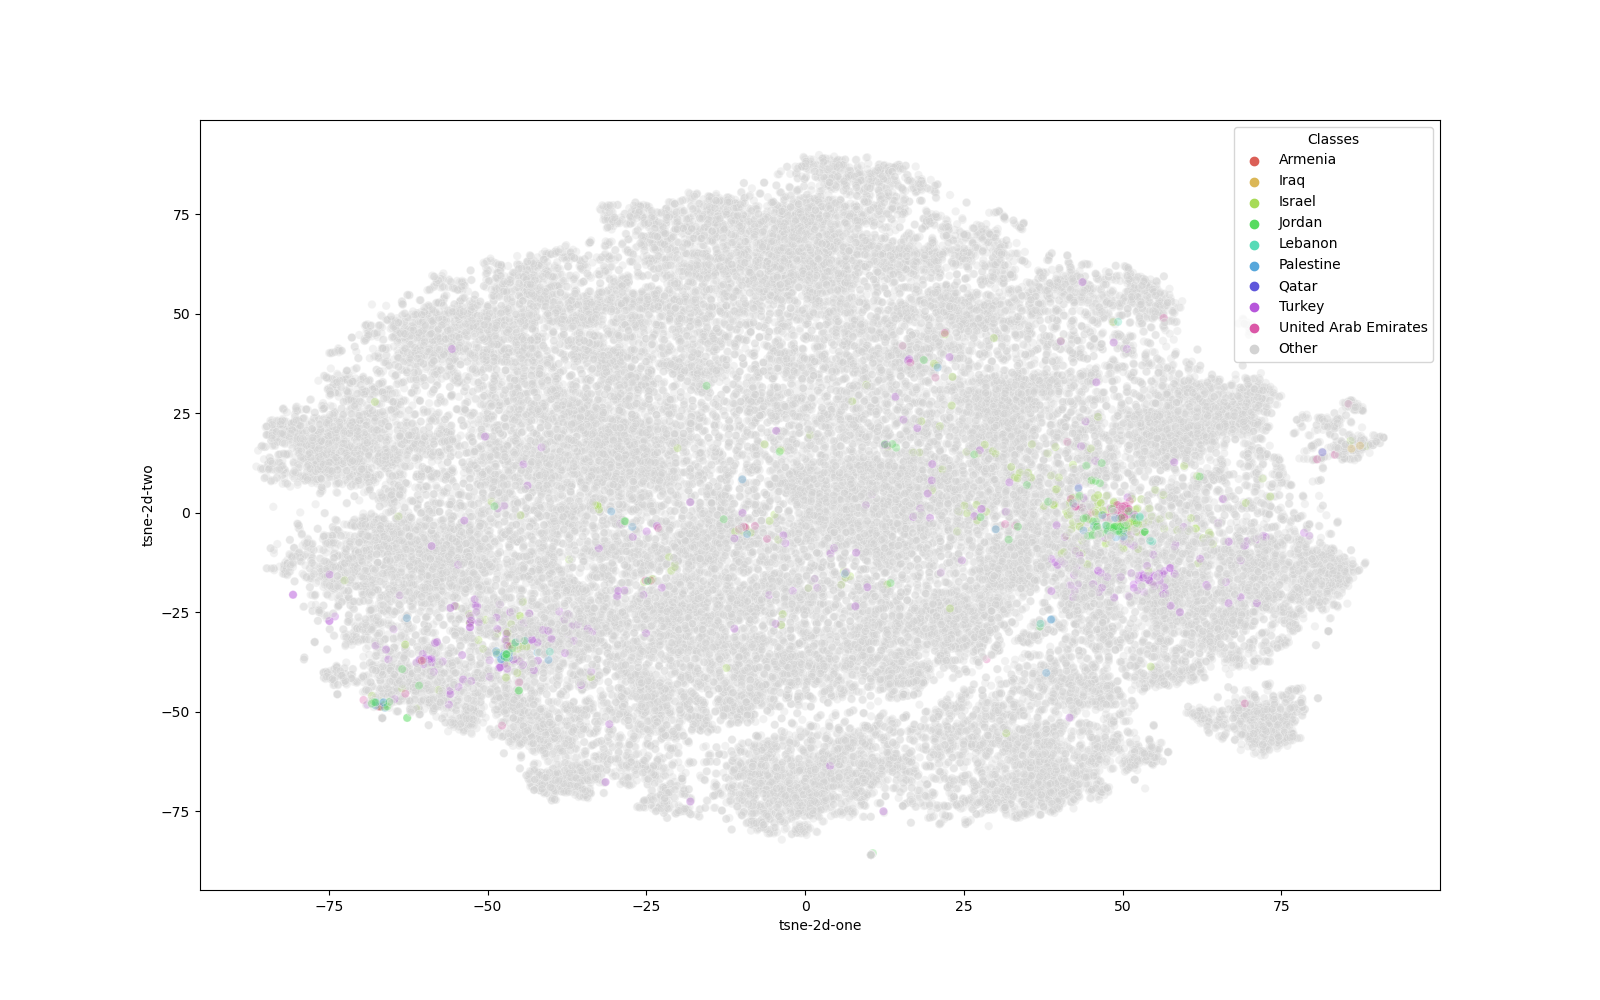 Classes
Armenia
Iraq
Israel
Jordan
Lebanon
Palestine
Qatar
Turkey
United Arab Emirates
Other
75
50
25
0
−25
−50
−75
tsne-2d-two
−75 −50 −25 0 25 50 75
tsne-2d-one